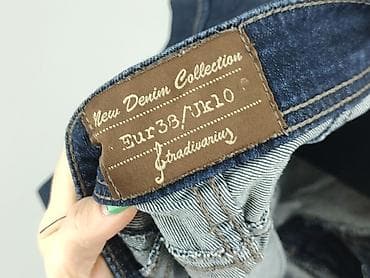 New Denim Collection
Eur38/Uk10
Stradivarius